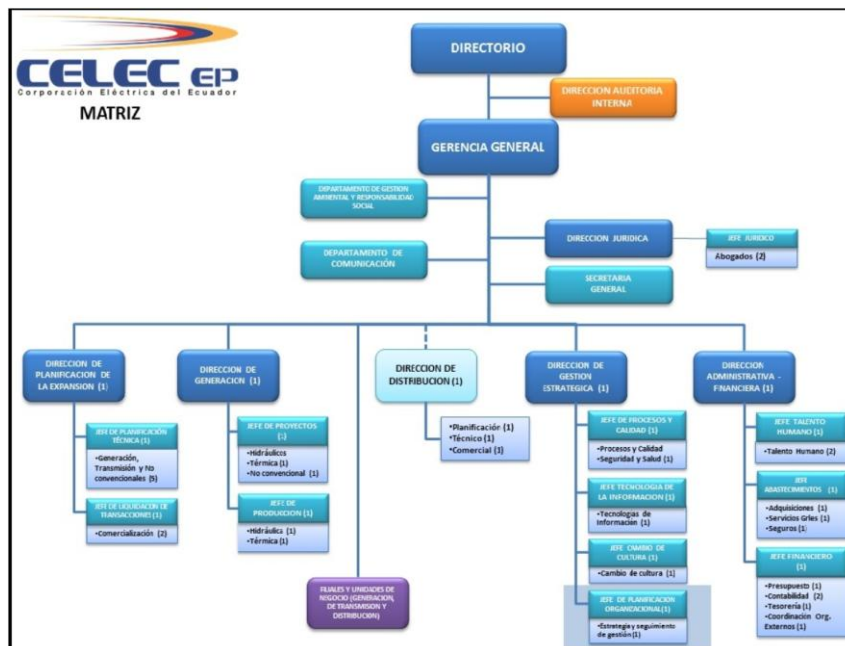 CELEC EP
Corporación Eléctrica del Ecuador
MATRIZ
DIRECTORIO
DIRECCION AUDITORIA
INTERNA
GERENCIA GENERAL
DEPARTAMENTO DE GESTION
AMBIENTAL Y RESPONSABILIDAD
SOCIAL
DIRECCION JURIDICA
JEFE JURIDICO
Abogados (2)
DEPARTAMENTO DE
COMUNICACIÓN
SECRETARIA
GENERAL
DIRECCION DE
PLANIFICACION DE
LA EXPANSION (1)
JEFE DE PLANIFICACIÓN
TÉCNICA (1)
•Generación,
Transmisión y No
convencionales (5)
JEFE DE LIQUIDACION DE
TRANSACCIONES (1)
•Comercialización (2)
DIRECCION DE
GENERACION (1)
JEFE DE PROYECTOS (1)
•Hidráulicos
•Térmica (1)
•No convencional (1)
JEFE DE
PRODUCCION (1)
•Hidráulica (1)
•Térmica (1)
FILIALES Y UNIDADES DE
NEGOCIO (GENERACION,
DE TRANSMISION Y
DISTRIBUCION)
DIRECCION DE
DISTRIBUCION (1)
•Planificación (1)
•Técnico (1)
•Comercial (1)
DIRECCION DE
GESTION
ESTRATEGICA (1)
JEFE DE PROCESOS Y
CALIDAD (1)
•Procesos y Calidad
•Seguridad y Salud (1)
JEFE TECNOLOGIA DE
LA INFORMACION (1)
•Tecnologías de
Información (1)
JEFE CAMBIO DE
CULTURA (1)
•Cambio de cultura (1)
JEFE DE PLANIFICACION
ORGANIZACIONAL(1)
•Estrategia y seguimiento
de gestión (1)
DIRECCION
ADMINISTRATIVA -
FINANCIERA (1)
JEFE TALENTO
HUMANO (1)
•Talento Humano (2)
JEFE
ABASTECIMIENTOS (1)
•Adquisiciones (1)
•Servicios Grles (1)
•Seguros (1)
JEFE FINANCIERO
(1)
•Presupuesto (1)
•Contabilidad (2)
•Tesorería (1)
•Coordinación Org.
Externos (1)